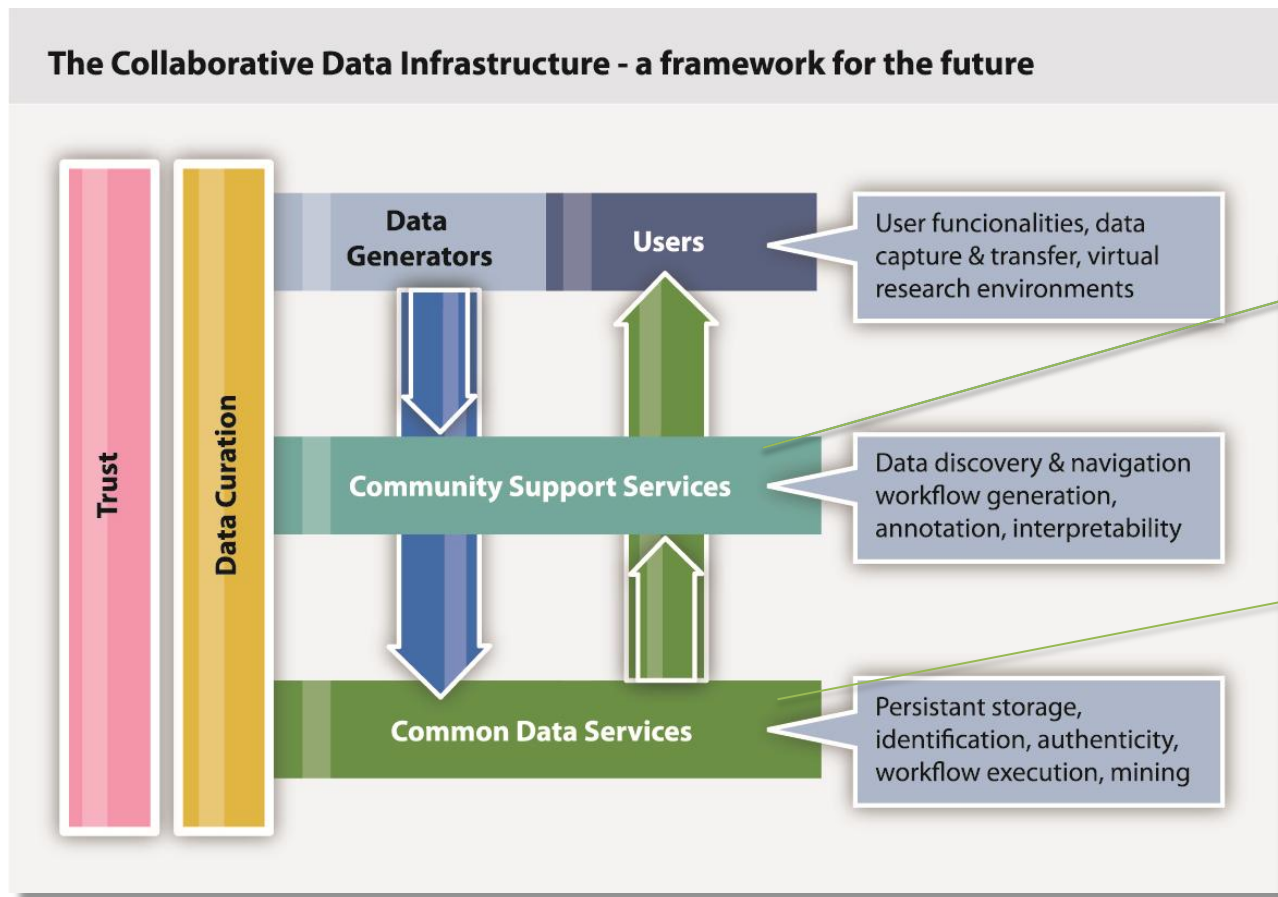 The Collaborative Data Infrastructure - a framework for the future
Trust
Data Curation
Data
Generators
Users
User funcionalities, data
capture & transfer, virtual
research environments
Community Support Services
Data discovery & navigation
workflow generation,
annotation, interpretability
Common Data Services
Persistant storage,
identification, authenticity,
workflow execution, mining